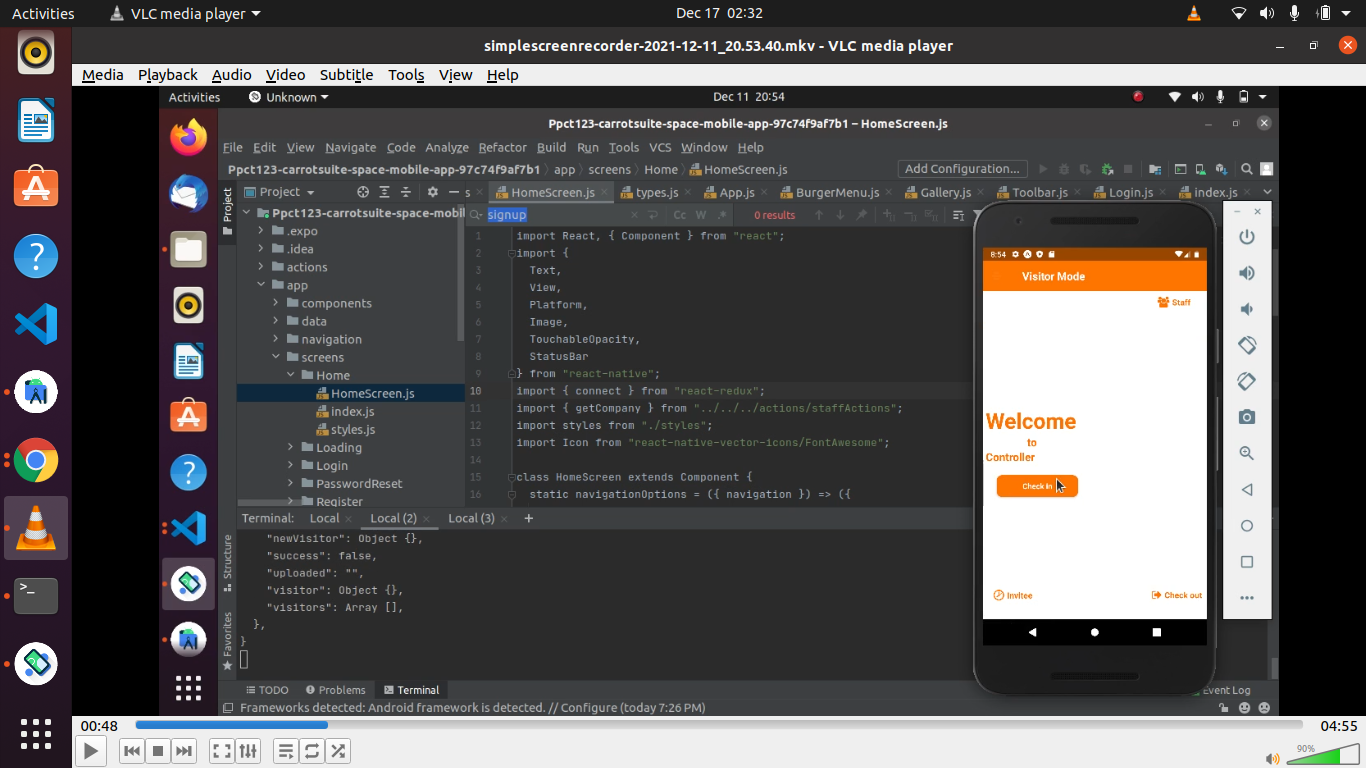 Activities
VLC media player
Dec 17 02:32
simplescreenrecorder-2021-12-11_20.53.40.mkv - VLC media player
Media Playback Audio Video Subtitle Tools View Help
Activities
Unknown
Dec 11 20:54
Ppct123-carrotsuite-space-mobile-app-97c74f9af7b1 – HomeScreen.js
File Edit View Navigate Code Analyze Refactor Build Run Tools VCS Window Help
Ppct123-carrotsuite-space-mobile-app-97c74f9af7b1 app screens Home HomeScreen.js
Add Configuration...
Project
s HomeScreen.js types.js App.js BurgerMenu.js Gallery.js Toolbar.js Login.js index.js
Project
signup
Cc W .*
0 results
Ppct123-carrotsuite-space-mobil
.expo
.idea
actions
app
components
data
navigation
screens
Home
HomeScreen.js
index.js
styles.js
Loading
Login
PasswordReset
Register
1 import React, { Component } from "react";
2 import {
3 Text,
4 View,
5 Platform,
6 Image,
7 TouchableOpacity,
8 StatusBar
9 } from "react-native";
10 import { connect } from "react-redux";
11 import { getCompany } from "../../../actions/staffActions";
12 import styles from "./styles";
13 import Icon from "react-native-vector-icons/FontAwesome";
14
15 class HomeScreen extends Component {
16 static navigationOptions = ({ navigation }) => ({
8:54
Visitor Mode
Staff
Welcome
to
Controller
Check in
Invitee
Check out
Terminal: Local Local (2) Local (3) +
"newVisitor": Object {},
"success": false,
"uploaded": "",
"visitor": Object {},
"visitors": Array [],
},
}
Structure
Favorites
TODO Problems Terminal
Event Log
Frameworks detected: Android framework is detected. // Configure (today 7:26 PM)
00:48
04:55
90%